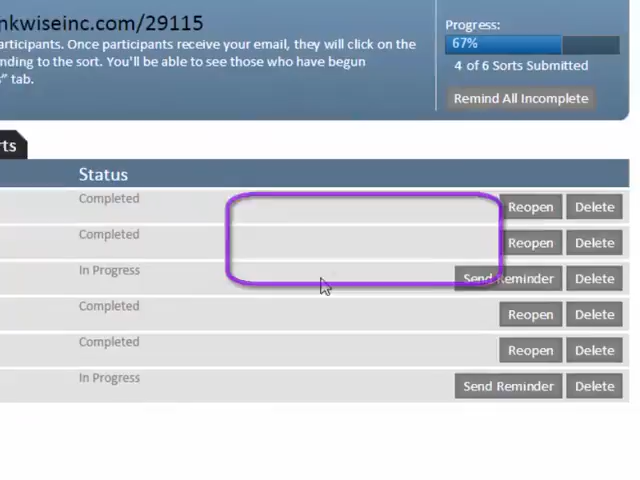 nkwiseinc.com/29115
articipants. Once participants receive your email, they will click on the
nding to the sort. You'll be able to see those who have begun
s" tab.
Progress:
67%
4 of 6 Sorts Submitted
Remind All Incomplete
rts
Status
Completed Reopen Delete
Completed Reopen Delete
In Progress Send Reminder Delete
Completed Reopen Delete
Completed Reopen Delete
In Progress Send Reminder Delete